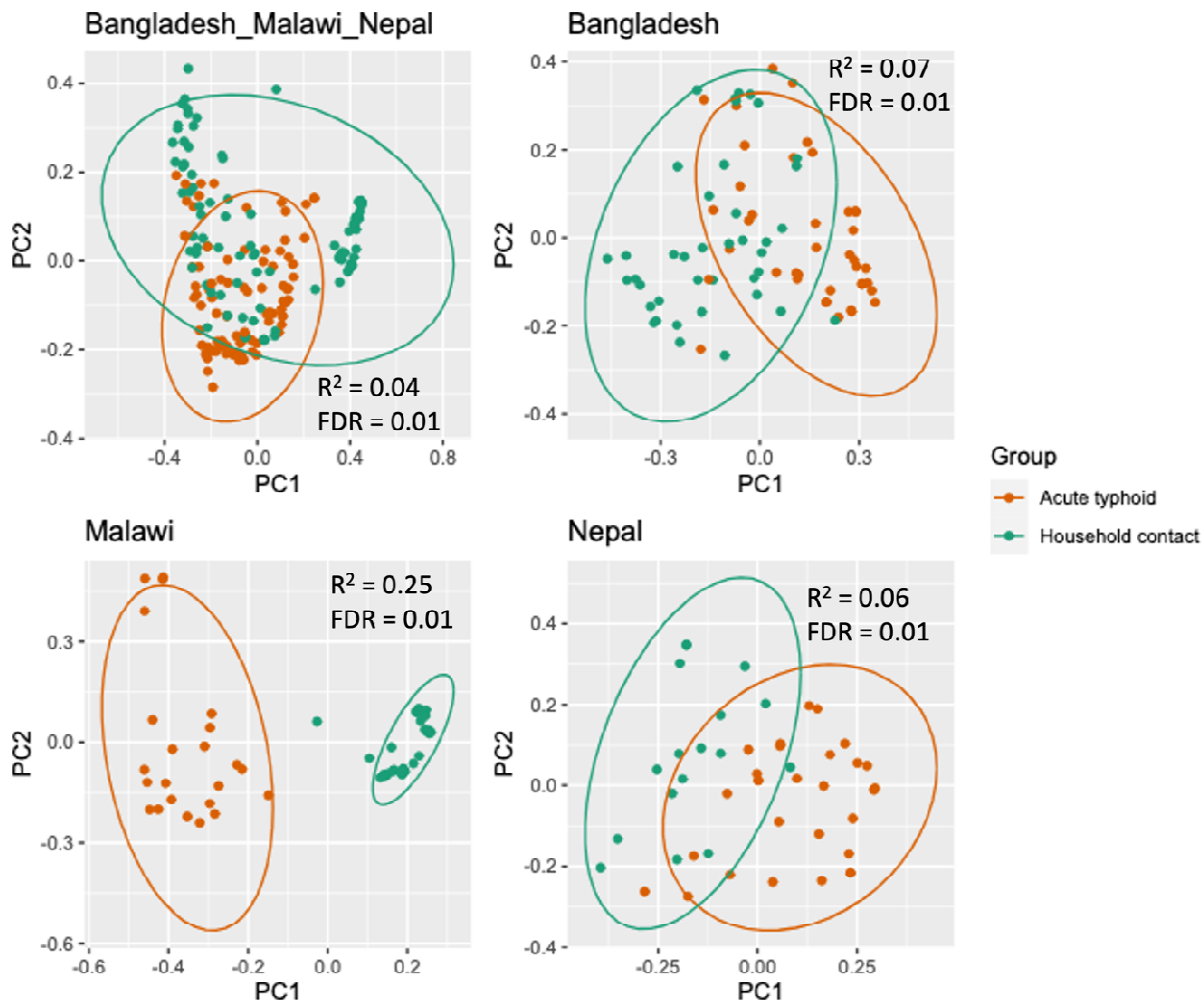 Bangladesh_Malawi_Nepal
R² = 0.04
FDR = 0.01
0.4
0.2
0.0
-0.2
-0.4
PC2
-0.4
0.0
0.4
0.8
PC1
Bangladesh
R² = 0.07
FDR = 0.01
0.4
0.2
0.0
-0.2
-0.4
PC2
-0.3
0.0
0.3
PC1
Group
Acute typhoid
Household contact
Malawi
R² = 0.25
FDR = 0.01
0.3
0.0
-0.3
-0.6
PC2
-0.6
-0.4
-0.2
0.0
0.2
PC1
Nepal
R² = 0.06
FDR = 0.01
0.4
0.2
0.0
-0.2
-0.4
PC2
-0.25
0.00
0.25
PC1